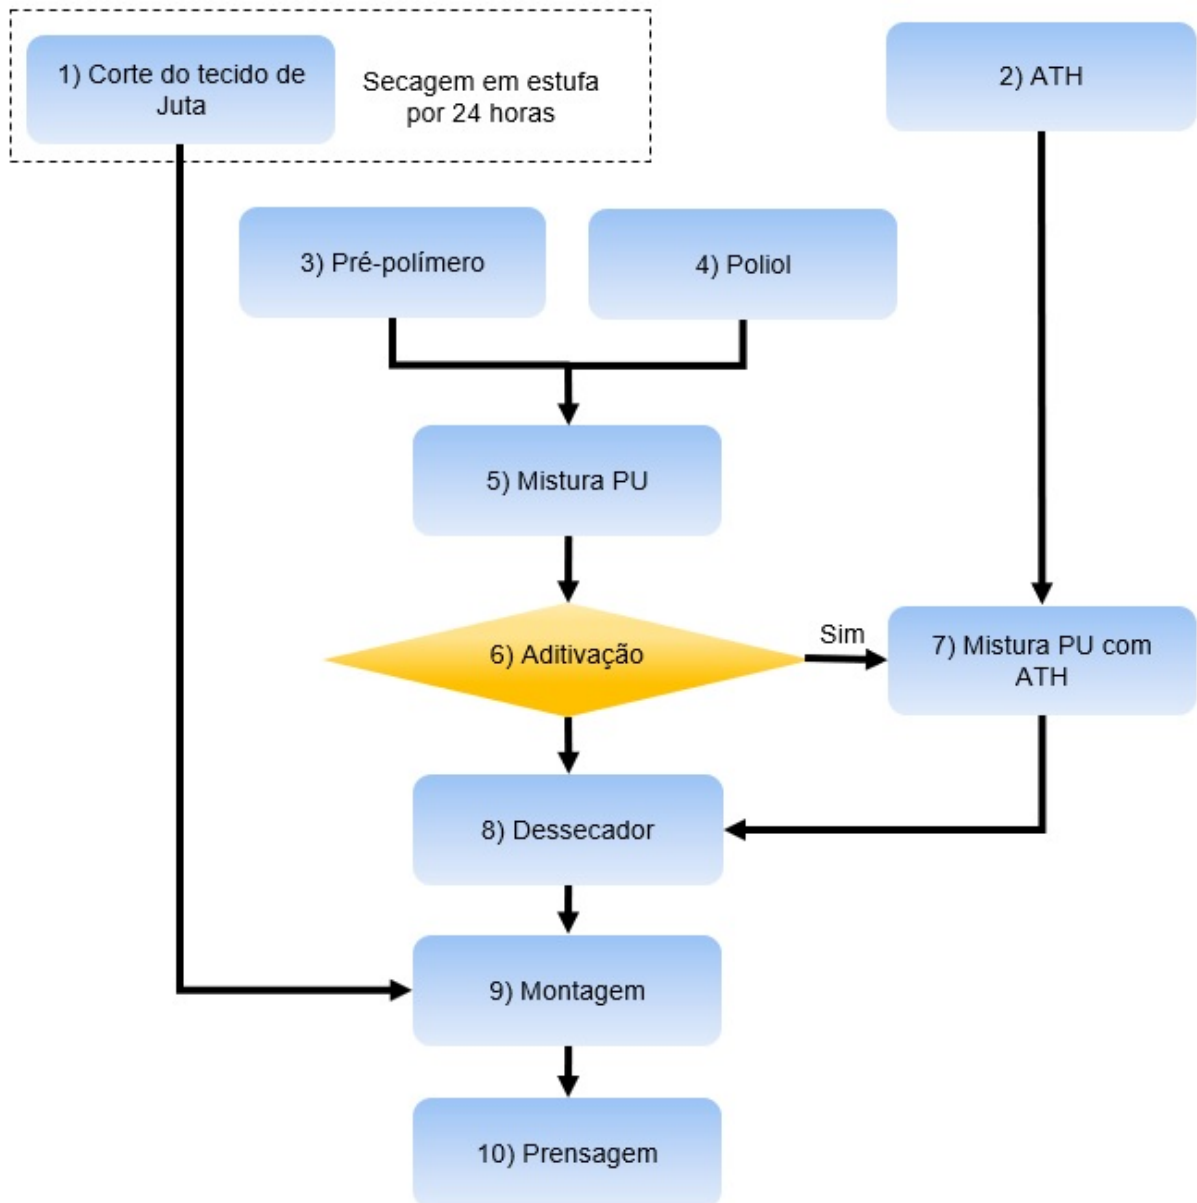 1) Corte do tecido de
Juta
Secagem em estufa
por 24 horas
2) ATH
3) Pré-polímero
4) Poliol
5) Mistura PU
6) Aditivação
Sim
7) Mistura PU com
ATH
8) Dessecador
9) Montagem
10) Prensagem